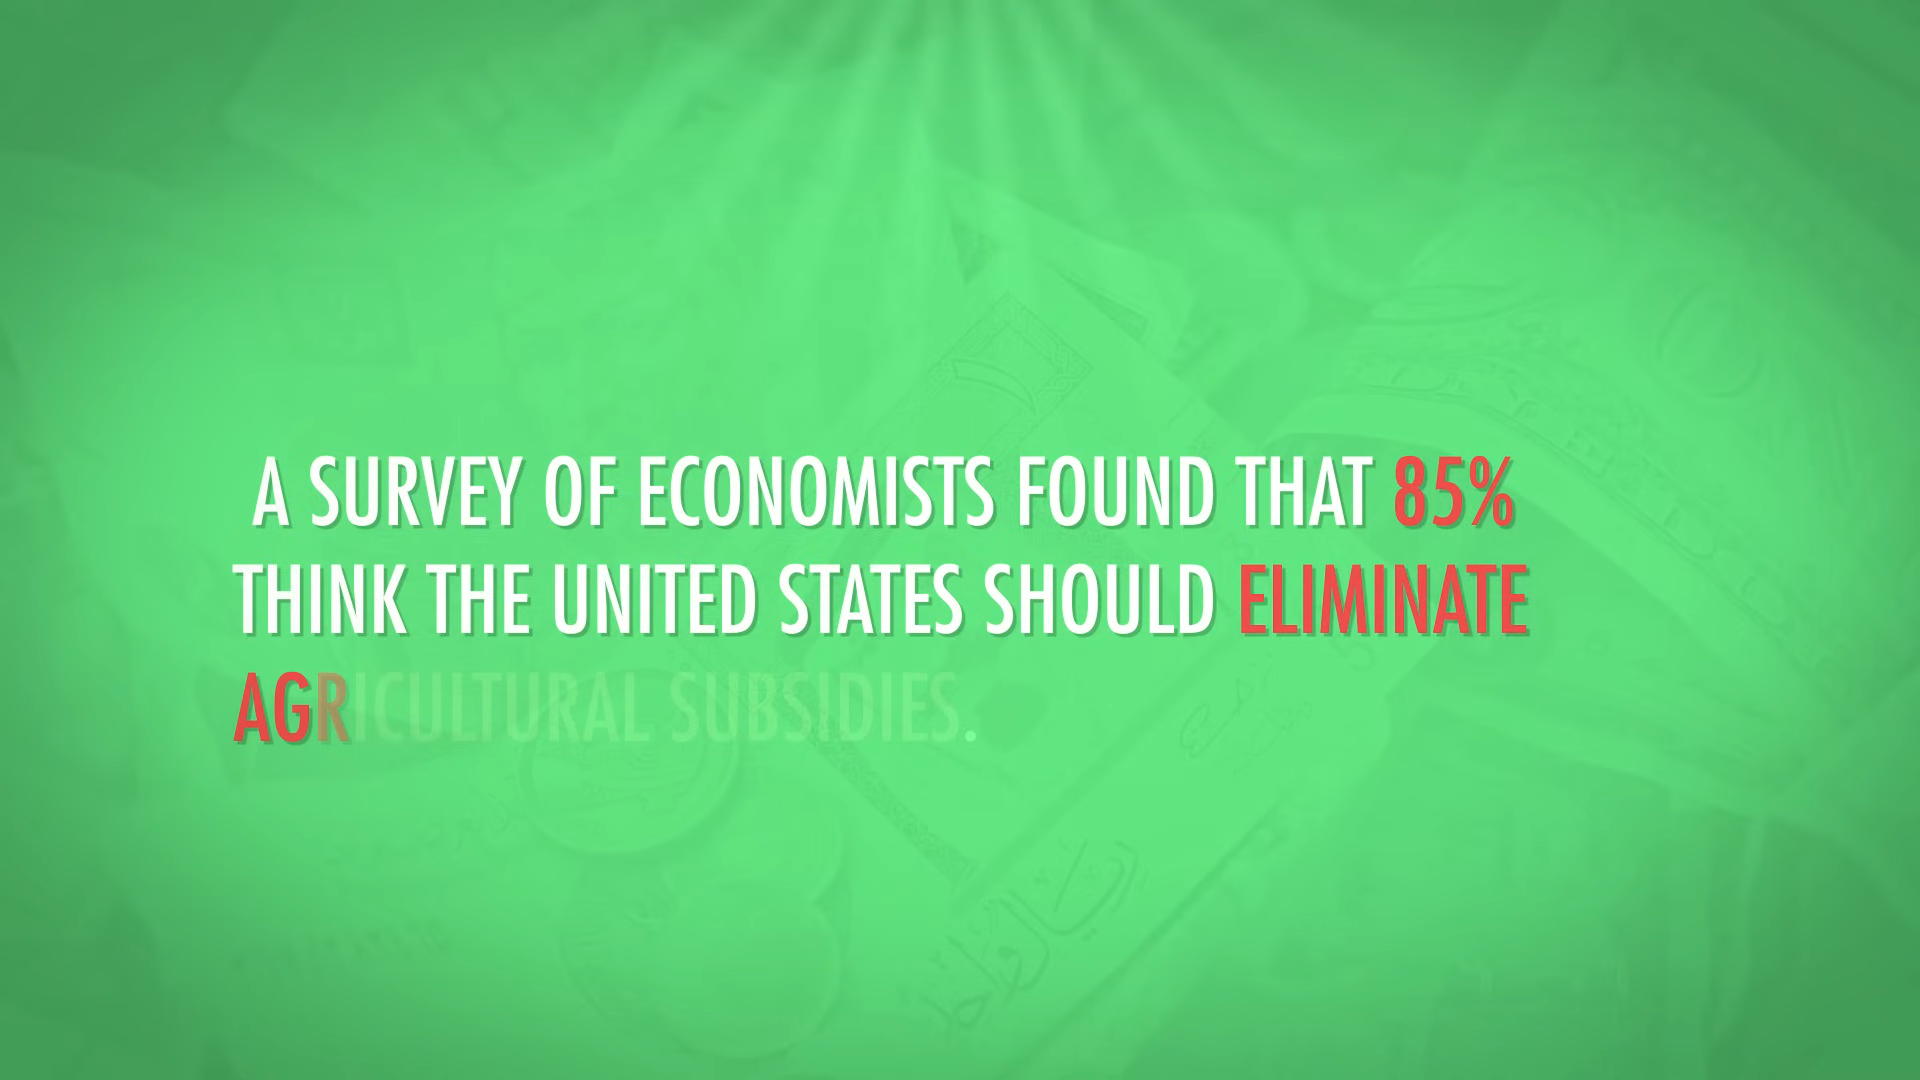 A SURVEY OF ECONOMISTS FOUND THAT 85%
THINK THE UNITED STATES SHOULD ELIMINATE
AGRICULTURAL SUBSIDIES.